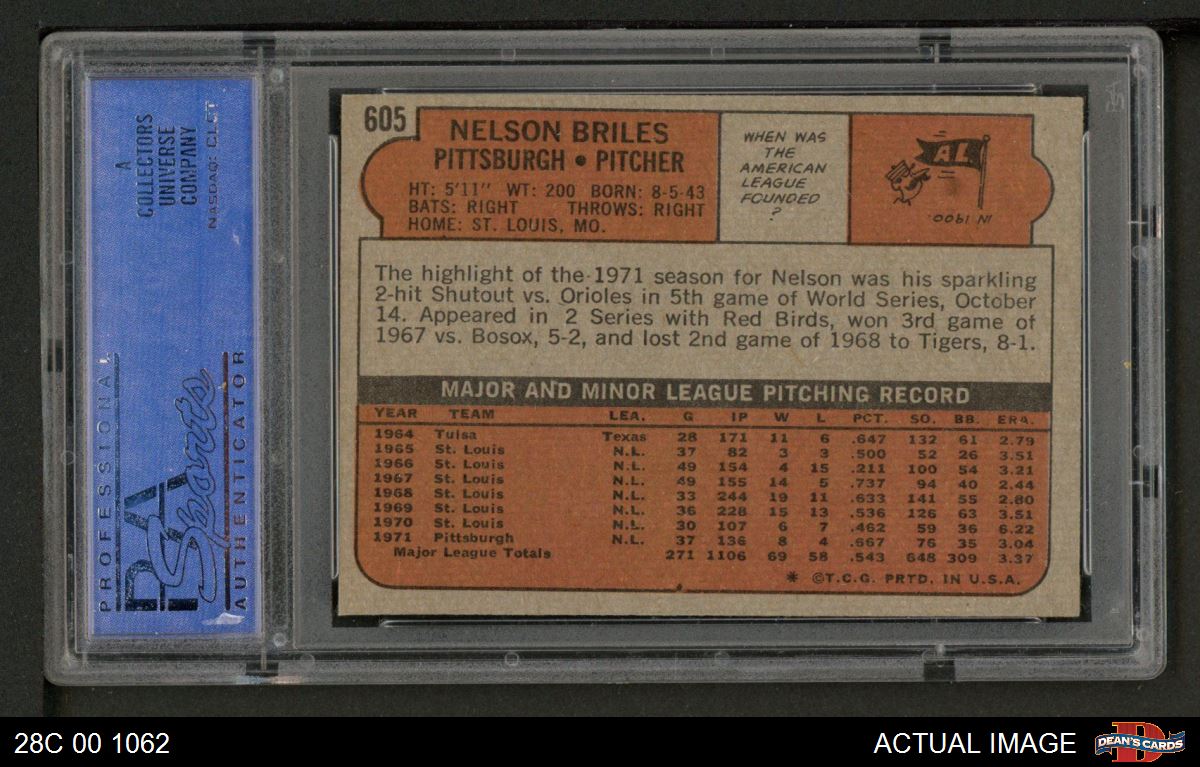 A
COLLECTORS
UNIVERSE
COMPANY
NASDAQ: CLCT
PROFESSIONAL
PSA
Sports
AUTHENTICATOR
605
NELSON BRILES
PITTSBURGH • PITCHER
HT: 5'11" WT: 200 BORN: 8-5-43
BATS: RIGHT THROWS: RIGHT
HOME: ST. LOUIS, MO.
WHEN WAS
THE
AMERICAN
LEAGUE
FOUNDED
?
AL
IN 1900.
The highlight of the 1971 season for Nelson was his sparkling
2-hit Shutout vs. Orioles in 5th game of World Series, October
14. Appeared in 2 Series with Red Birds, won 3rd game of
1967 vs. Bosox, 5-2, and lost 2nd game of 1968 to Tigers, 8-1.
MAJOR AND MINOR LEAGUE PITCHING RECORD
YEAR TEAM LEA. G IP W L PCT. SO. BB. ERA.
1964 Tulsa Texas 28 171 11 6 .647 132 61 2.79
1965 St. Louis N.L. 37 82 3 3 .500 52 26 3.51
1966 St. Louis N.L. 49 154 4 15 .211 100 54 3.21
1967 St. Louis N.L. 49 155 14 5 .737 94 40 2.44
1968 St. Louis N.L. 33 244 19 11 .633 141 55 2.80
1969 St. Louis N.L. 36 228 15 13 .536 126 63 3.51
1970 St. Louis N.L. 30 107 6 7 .462 59 36 6.22
1971 Pittsburgh N.L. 37 136 8 4 .667 76 35 3.04
Major League Totals 271 1106 69 58 .543 648 309 3.37
* ©T.C.G. PRTD. IN U.S.A.
28C 00 1062
ACTUAL IMAGE
D
DEAN'S CARDS